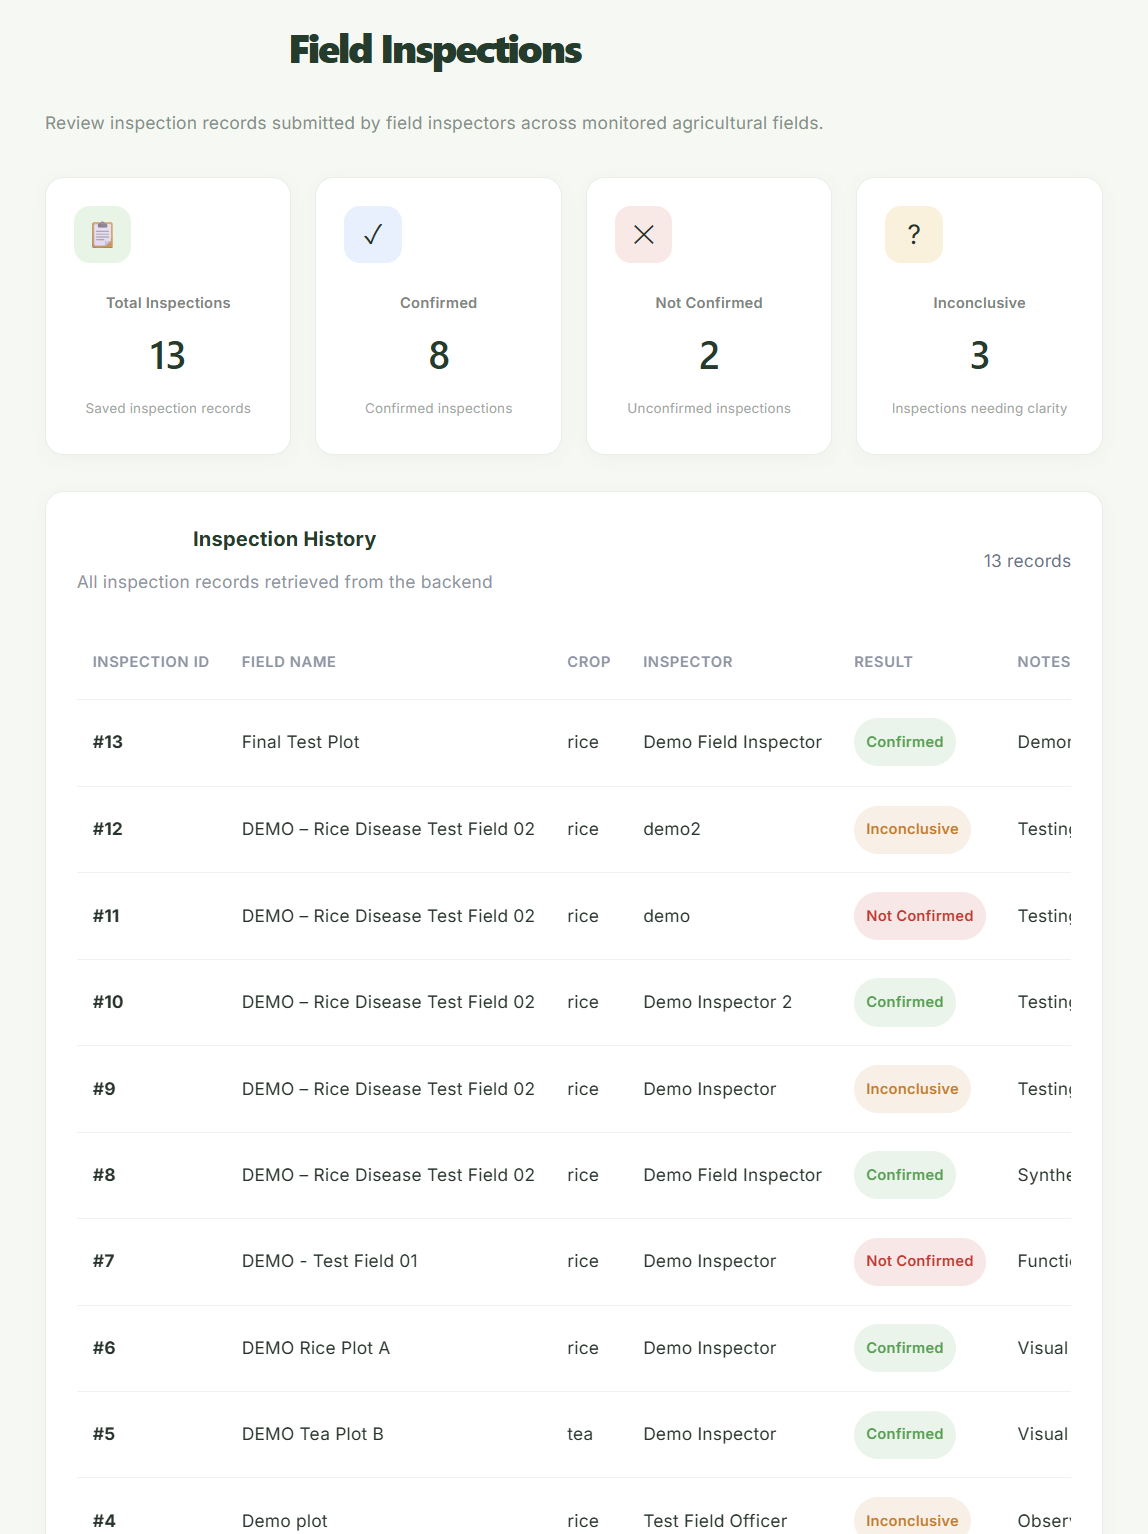 Field Inspections
Review inspection records submitted by field inspectors across monitored agricultural fields.
✓
✕
?
Total Inspections
Confirmed
Not Confirmed
Inconclusive
13
8
2
3
Saved inspection records
Confirmed inspections
Unconfirmed inspections
Inspections needing clarity
Inspection History
All inspection records retrieved from the backend
13 records
INSPECTION ID FIELD NAME CROP INSPECTOR RESULT NOTES
#13 Final Test Plot rice Demo Field Inspector Confirmed
#12 DEMO – Rice Disease Test Field 02 rice demo2 Inconclusive Testing
#11 DEMO – Rice Disease Test Field 02 rice demo Not Confirmed Testing
#10 DEMO – Rice Disease Test Field 02 rice Demo Inspector 2 Confirmed Testing
#9 DEMO – Rice Disease Test Field 02 rice Demo Inspector Inconclusive Testing
#8 DEMO – Rice Disease Test Field 02 rice Demo Field Inspector Confirmed Synthe
#7 DEMO - Test Field 01 rice Demo Inspector Not Confirmed Functi
#6 DEMO Rice Plot A rice Demo Inspector Confirmed Visual
#5 DEMO Tea Plot B tea Demo Inspector Confirmed Visual
#4 Demo plot rice Test Field Officer Inconclusive Obser